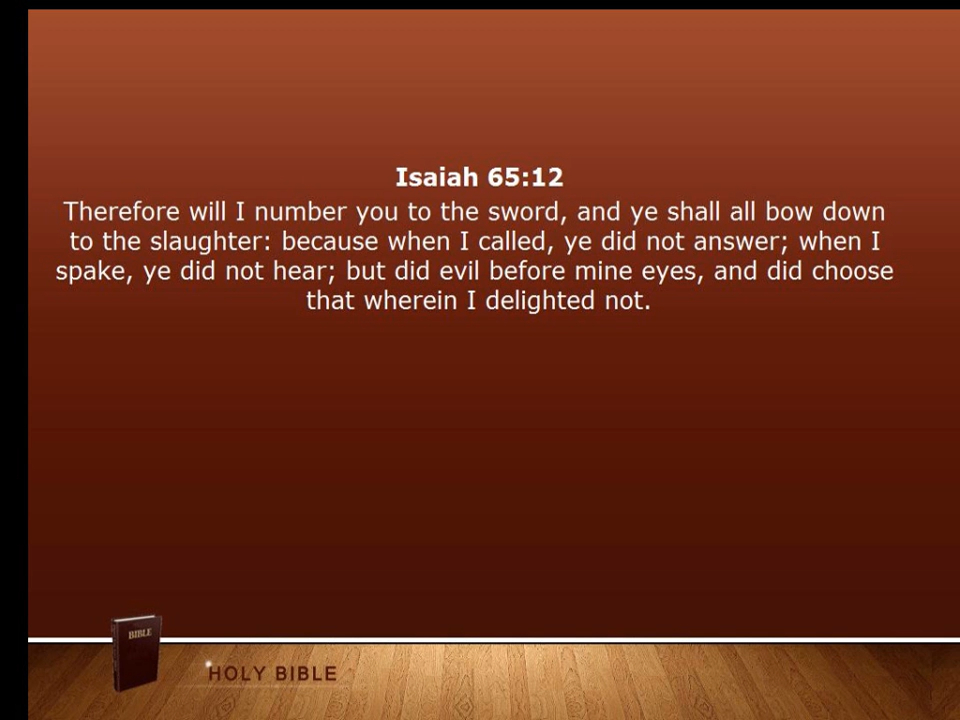 Isaiah 65:12
Therefore will I number you to the sword, and ye shall all bow down
to the slaughter: because when I called, ye did not answer; when I
spake, ye did not hear; but did evil before mine eyes, and did choose
that wherein I delighted not.
BIBLE
HOLY BIBLE